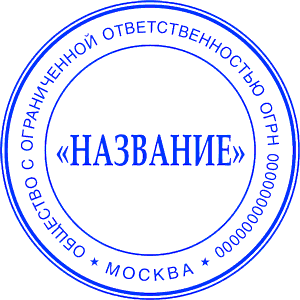 ОБЩЕСТВО С ОГРАНИЧЕННОЙ ОТВЕТСТВЕННОСТЬЮ ОГРН 0000000000000
★ МОСКВА ★
«НАЗВАНИЕ»